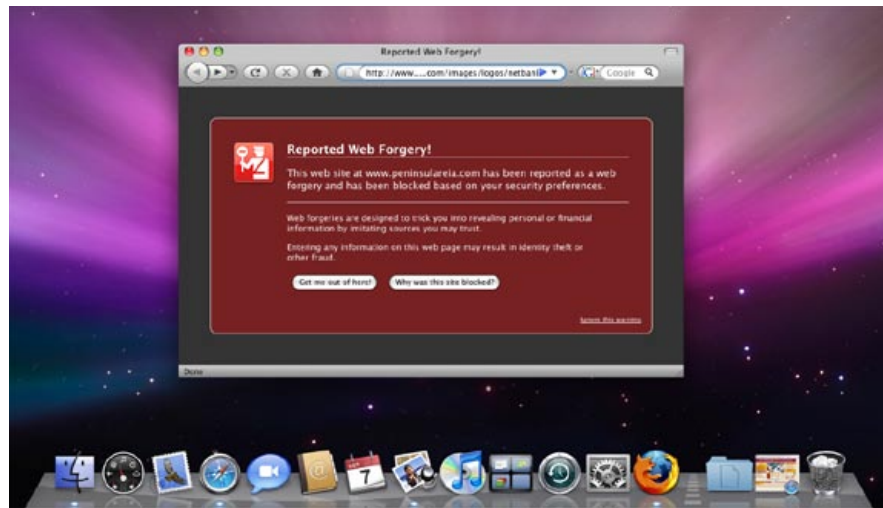 Reported Web Forgery!
http://www.....com/images/logos/netban
Google
Reported Web Forgery!
This web site at www.peninsulareia.com has been reported as a web
forgery and has been blocked based on your security preferences.
Web forgeries are designed to trick you into revealing personal or financial
information by imitating sources you may trust.
Entering any information on this web page may result in identity theft or
other fraud.
Get me out of here!
Why was this site blocked?
Ignore this warning
Done
7